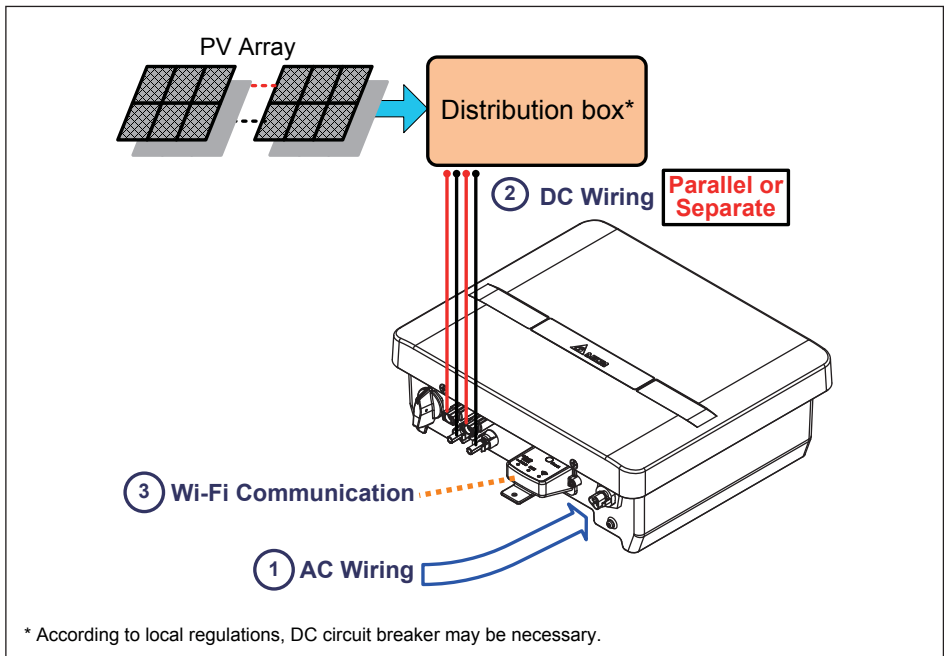 PV Array
Distribution box*
2 DC Wiring
Parallel or
Separate
3 Wi-Fi Communication
1 AC Wiring
* According to local regulations, DC circuit breaker may be necessary.